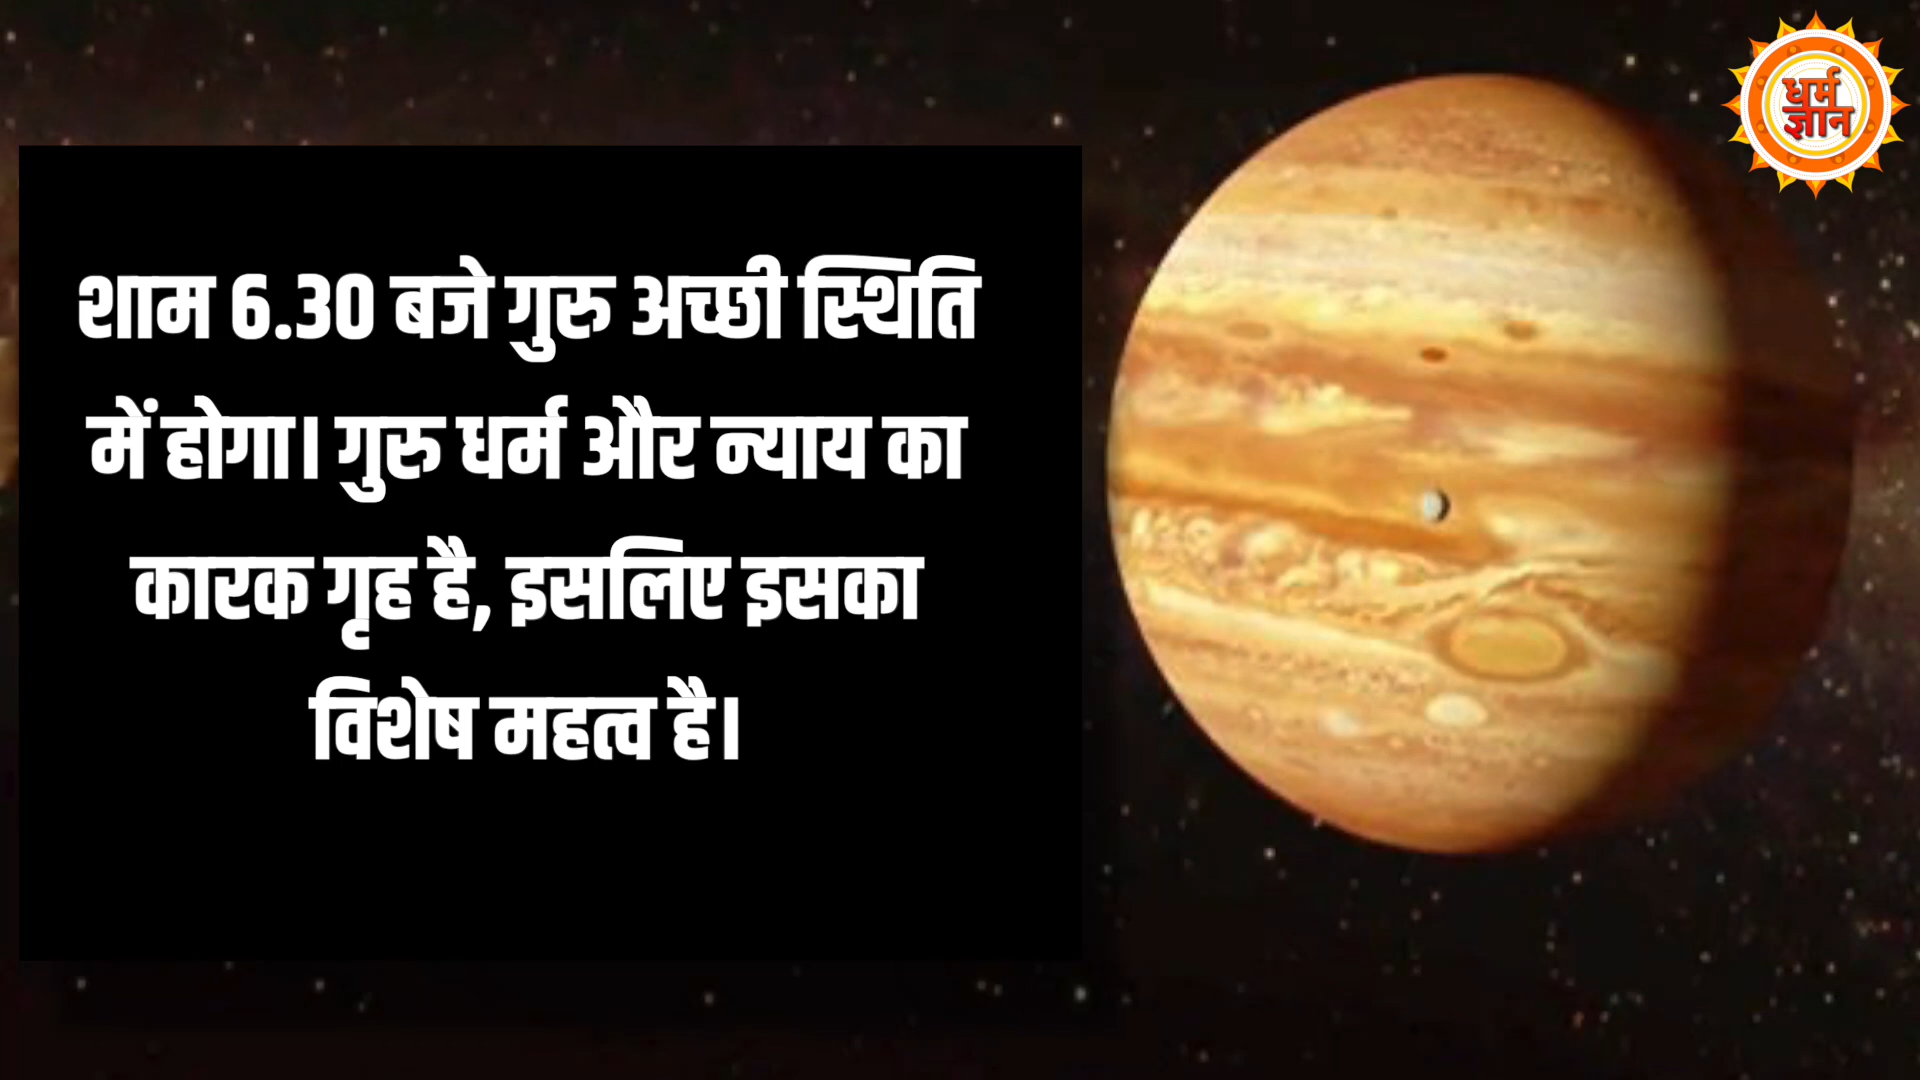 धर्म
ज्ञान
शाम 6.30 बजे गुरु अच्छी स्थिति
में होगा। गुरु धर्म और न्याय का
कारक गृह है, इसलिए इसका
विशेष महत्व है।